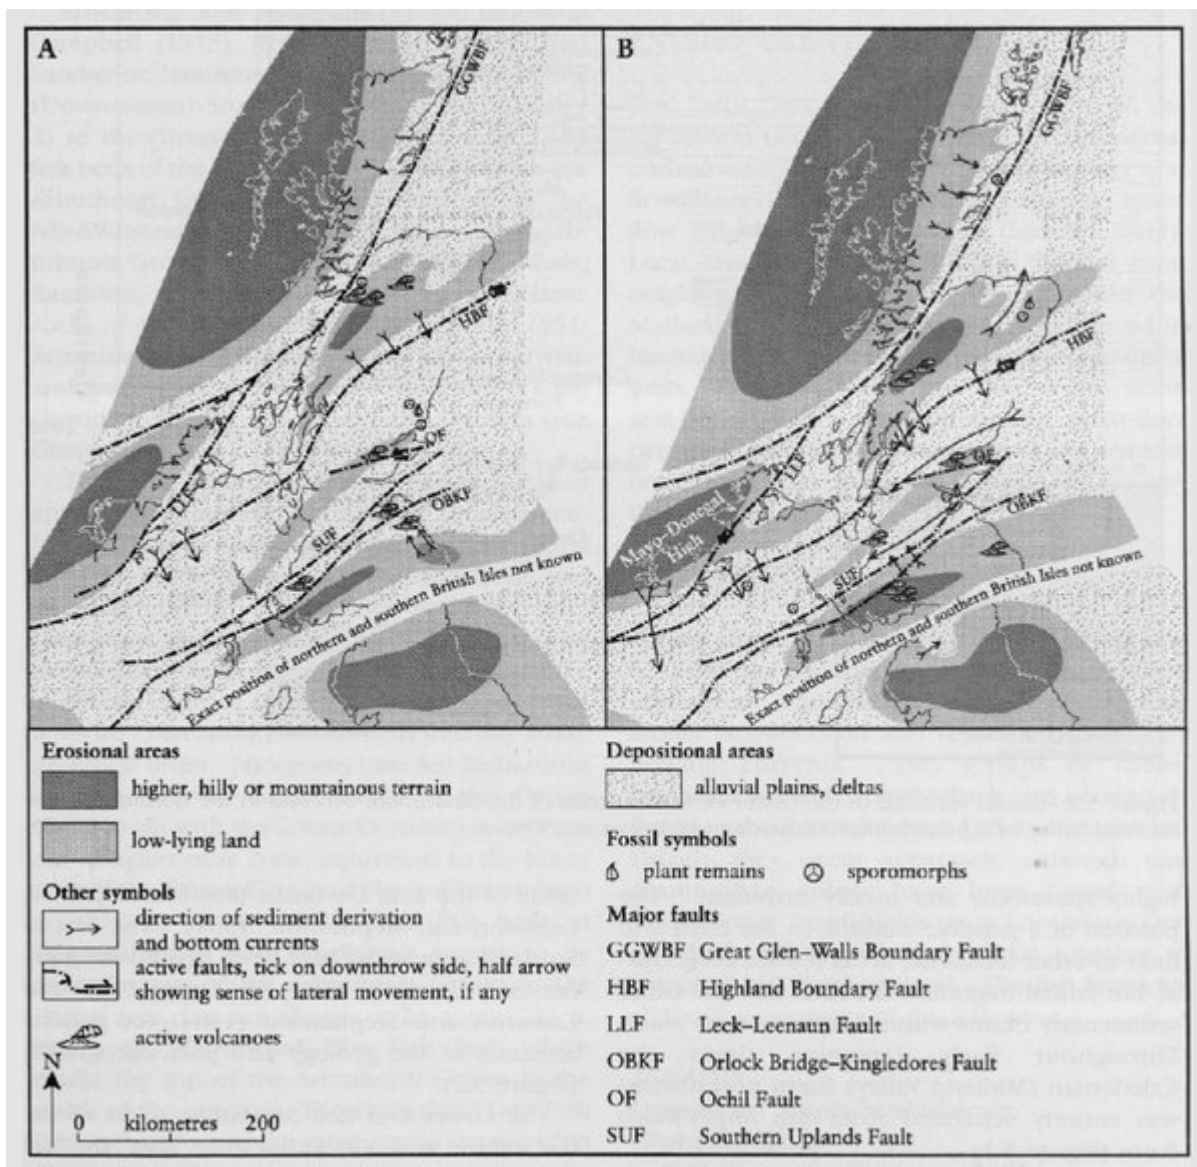 A
GGWBF
HBF
LLF
OF
OBKF
SUF
Exact position of northern and southern British Isles not known
B
GGWBF
HBF
LLF
Mayo-Donegal
High
OF
OBKF
SUF
Exact position of northern and southern British Isles not known
Erosional areas
higher, hilly or mountainous terrain
low-lying land
Other symbols
direction of sediment derivation
and bottom currents
active faults, tick on downthrow side, half arrow
showing sense of lateral movement, if any
active volcanoes
N
0 kilometres 200
Depositional areas
alluvial plains, deltas
Fossil symbols
plant remains
sporomorphs
Major faults
GGWBF Great Glen–Walls Boundary Fault
HBF Highland Boundary Fault
LLF Leck–Leenaun Fault
OBKF Orlock Bridge–Kingledores Fault
OF Ochil Fault
SUF Southern Uplands Fault